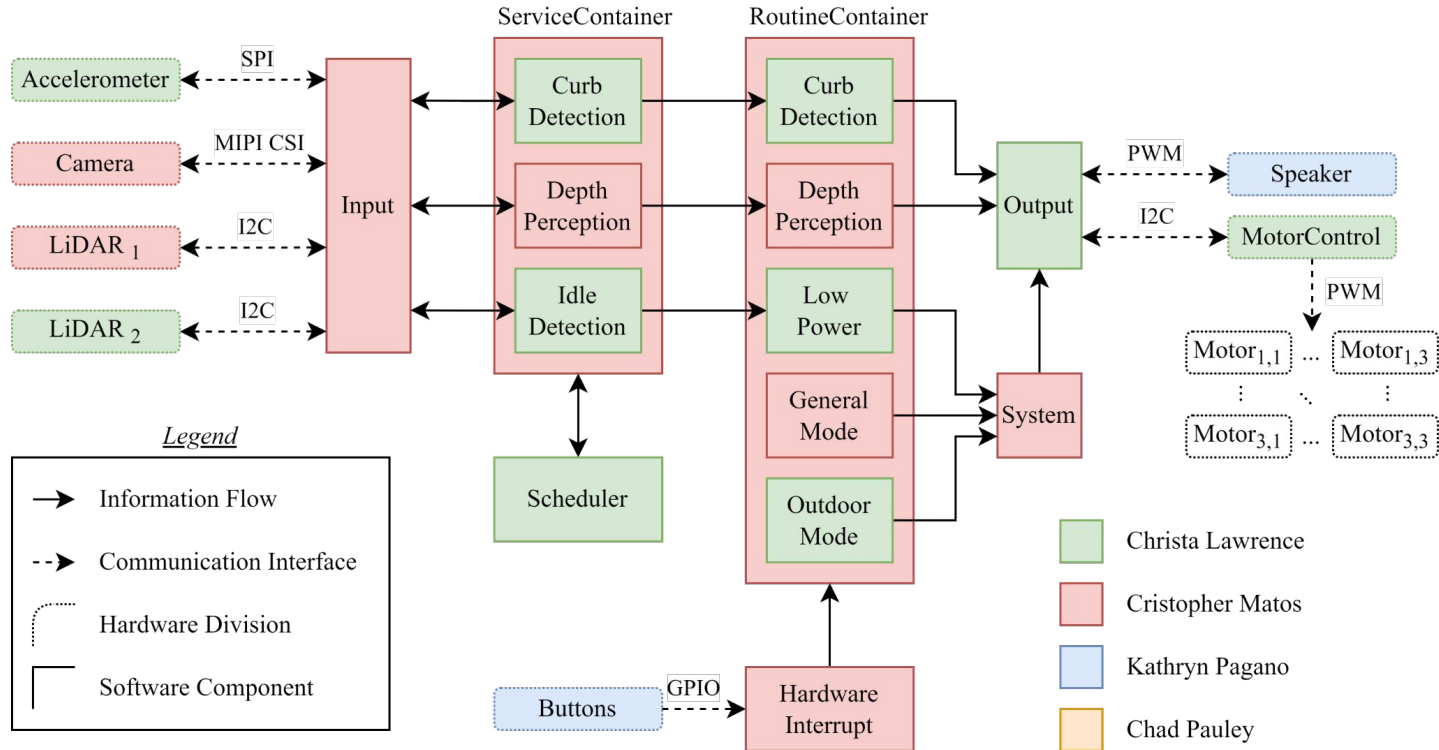 ServiceContainer
RoutineContainer
Accelerometer
SPI
Camera
MIPI CSI
LiDAR 1
I2C
LiDAR 2
I2C
Input
Curb
Detection
Depth
Perception
Idle
Detection
Scheduler
Curb
Detection
Depth
Perception
Low
Power
General
Mode
Outdoor
Mode
System
Output
PWM
Speaker
I2C
MotorControl
PWM
Motor1,1
...
Motor1,3
Motor3,1
...
Motor3,3
Buttons
GPIO
Hardware
Interrupt
Legend
Information Flow
Communication Interface
Hardware Division
Software Component
Christa Lawrence
Cristopher Matos
Kathryn Pagano
Chad Pauley